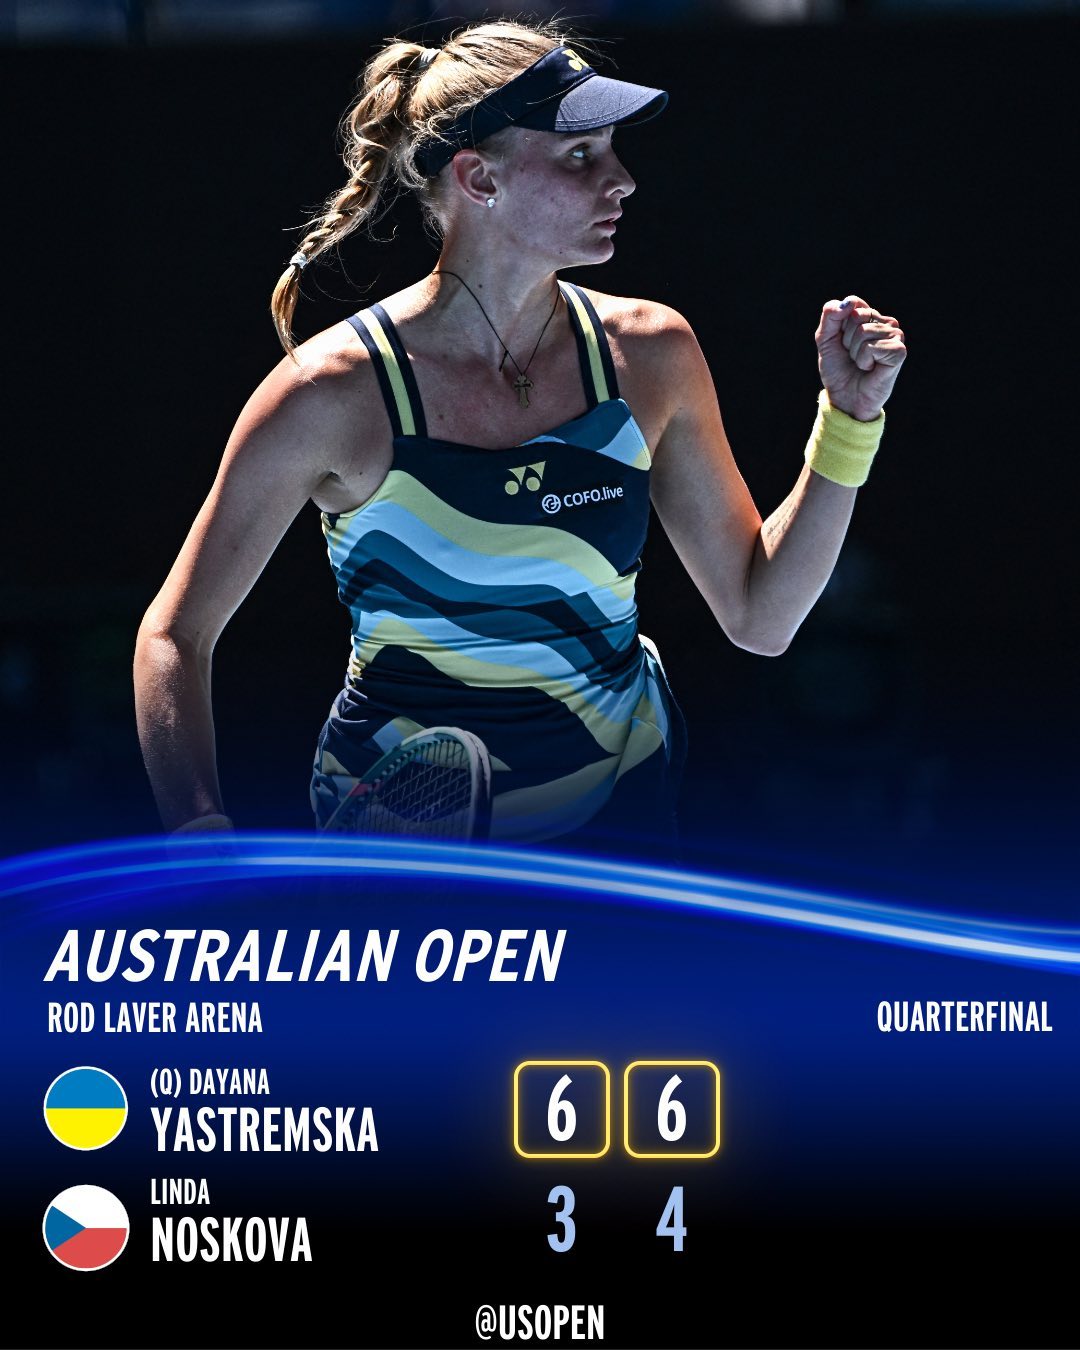 COFO.live
AUSTRALIAN OPEN
ROD LAVER ARENA
QUARTERFINAL
(Q) DAYANA
YASTREMSKA
6 6
LINDA
NOSKOVA
3 4
@USOPEN